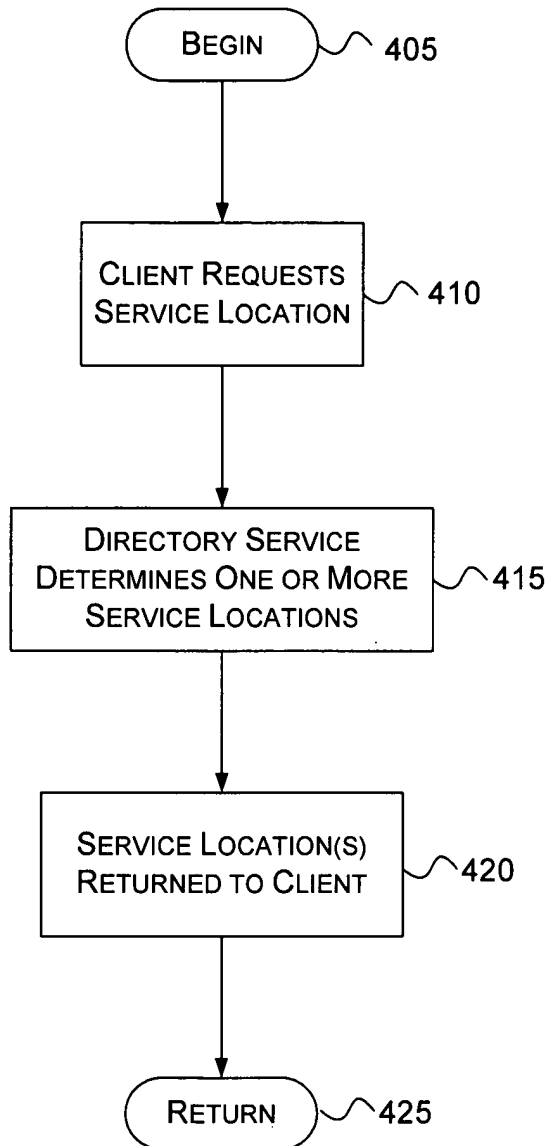 BEGIN
405
CLIENT REQUESTS
SERVICE LOCATION
410
DIRECTORY SERVICE
DETERMINES ONE OR MORE
SERVICE LOCATIONS
415
SERVICE LOCATION(S)
RETURNED TO CLIENT
420
RETURN
425